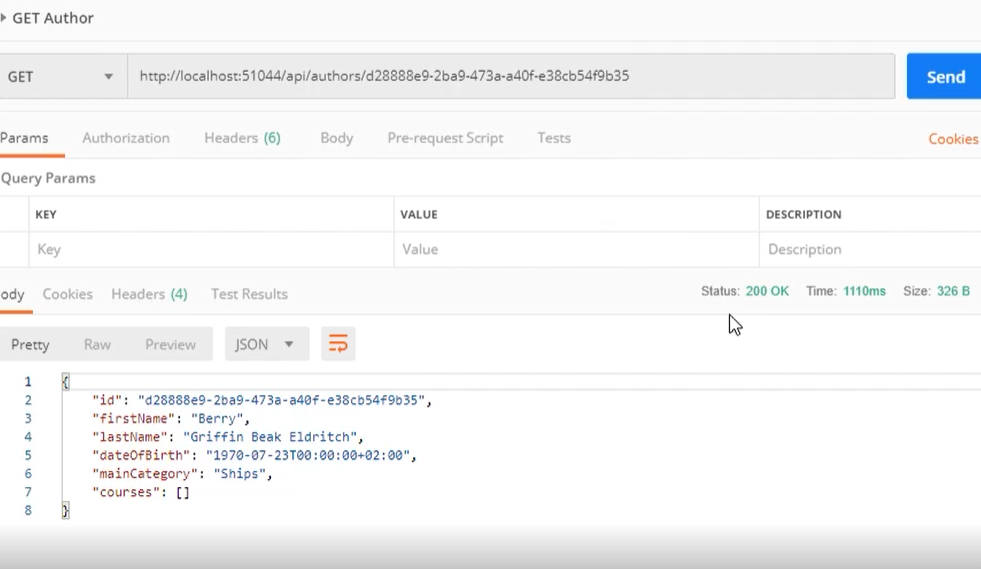 GET Author
GET http://localhost:51044/api/authors/d28888e9-2ba9-473a-a40f-e38cb54f9b35 Send
Params Authorization Headers (6) Body Pre-request Script Tests Cookies
Query Params
KEY VALUE DESCRIPTION
Key Value Description
ody Cookies Headers (4) Test Results Status: 200 OK Time: 1110ms Size: 326 B
Pretty Raw Preview JSON
1 {
2 "id": "d28888e9-2ba9-473a-a40f-e38cb54f9b35",
3 "firstName": "Berry",
4 "lastName": "Griffin Beak Eldritch",
5 "dateOfBirth": "1970-07-23T00:00:00+02:00",
6 "mainCategory": "Ships",
7 "courses": []
8 }